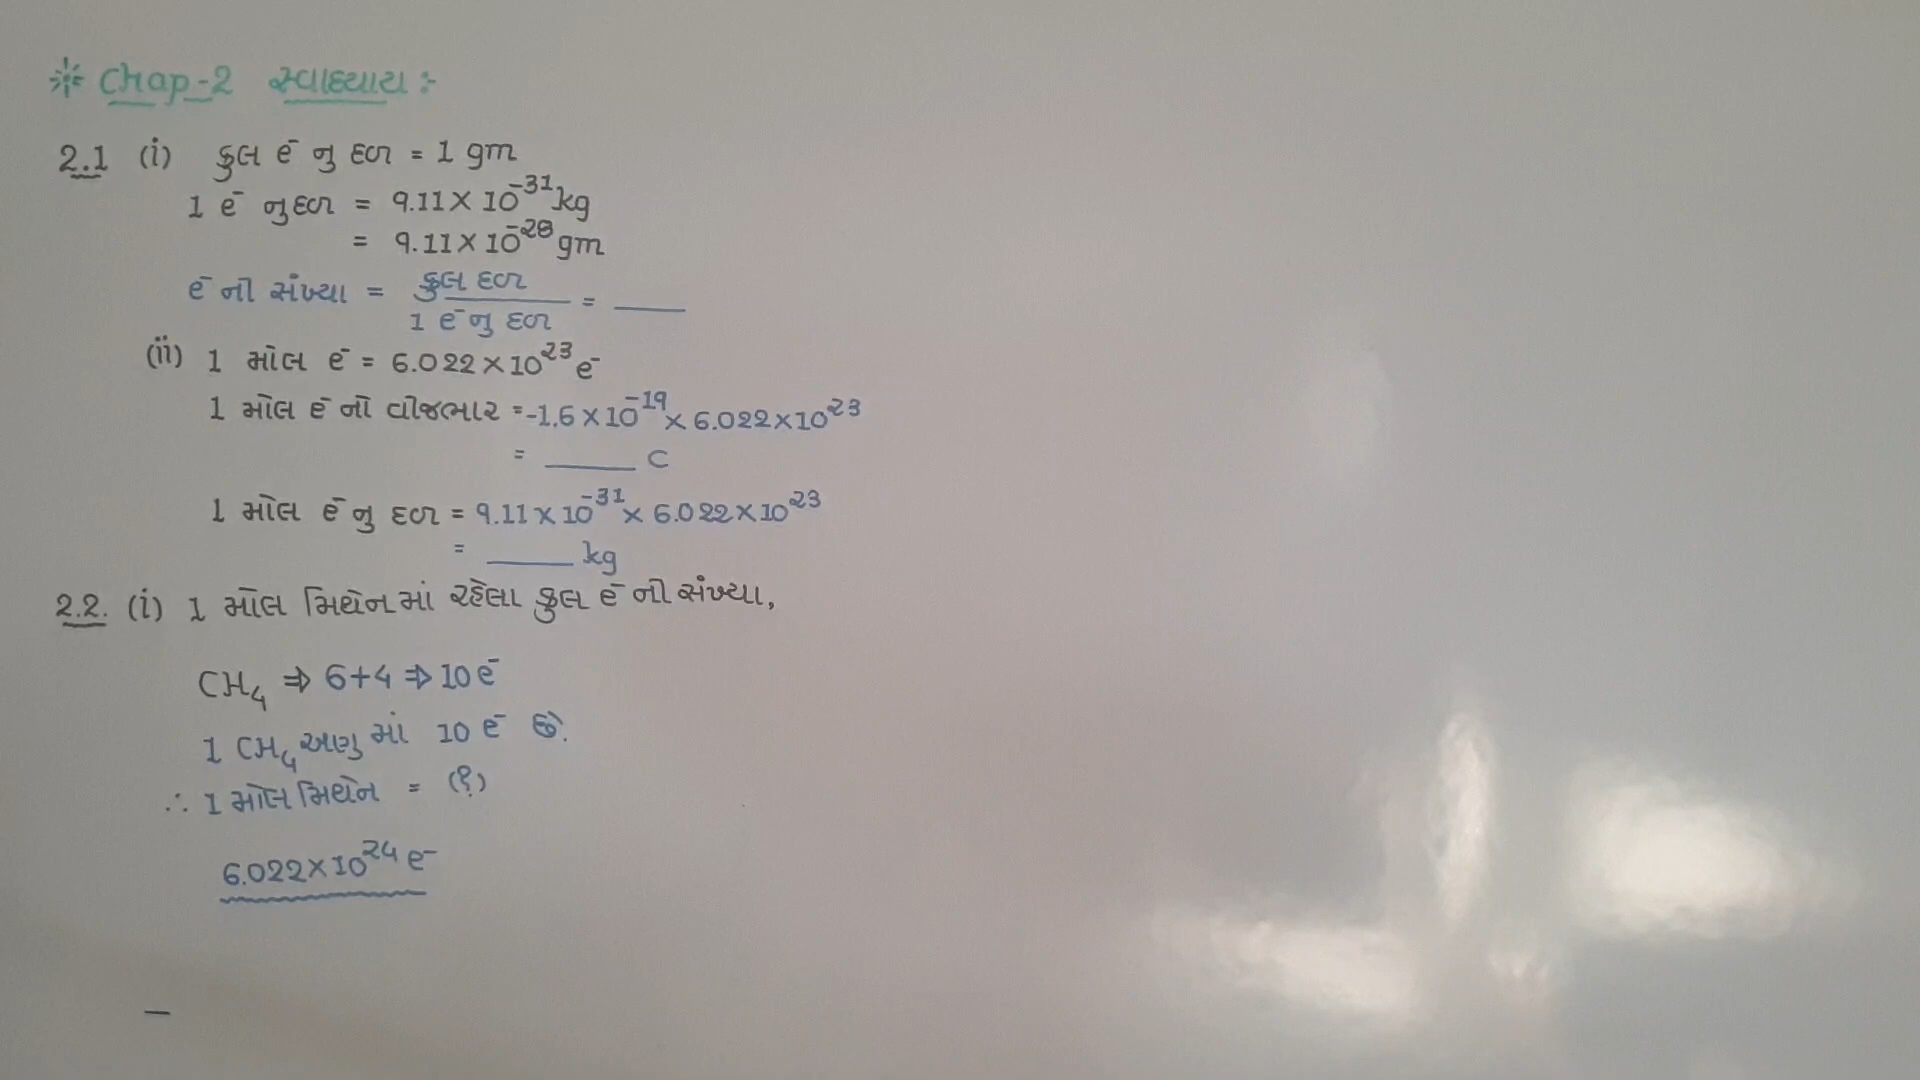 * Chap-2 સ્વાધ્યાય :-
2.1 (i) કુલ e⁻ નુ દળ = 1 gm
1 e⁻ નુ દળ = 9.11 × 10⁻³¹ kg
= 9.11 × 10⁻²⁸ gm
e⁻ ની સંખ્યા = કુલ દળ / 1 e⁻ નુ દળ = ____
(ii) 1 મોલ e⁻ = 6.022 × 10²³ e⁻
1 મોલ e⁻ નો વીજભાર = -1.6 × 10⁻¹⁹ × 6.022 × 10²³
= ____ C
1 મોલ e⁻ નુ દળ = 9.11 × 10⁻³¹ × 6.022 × 10²³
= ____ kg
2.2. (i) 1 મોલ મિથેનમાં રહેલા કુલ e⁻ ની સંખ્યા,
CH₄ ⇒ 6+4 ⇒ 10 e⁻
1 CH₄ અણુ માં 10 e⁻ છે.
∴ 1 મોલ મિથેન = (?)
6.022 × 10²⁴ e⁻
—